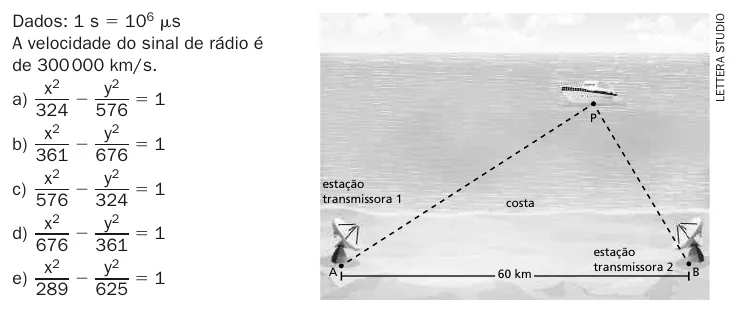 Dados: 1 s = 10⁶ μs
A velocidade do sinal de rádio é
de 300 000 km/s.
a) x²/324 − y²/576 = 1
b) x²/361 − y²/676 = 1
c) x²/576 − y²/324 = 1
d) x²/676 − y²/361 = 1
e) x²/289 − y²/625 = 1
LETTERA STUDIO
P
estação
transmissora 1
costa
estação
transmissora 2
A
60 km
B